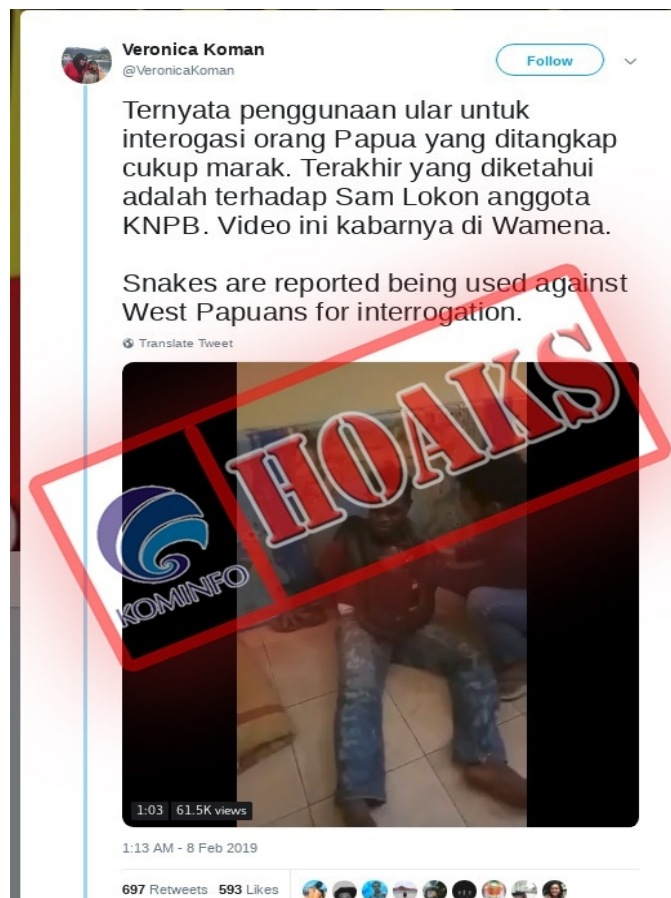 Veronica Koman
@VeronicaKoman
Follow
Ternyata penggunaan ular untuk
interogasi orang Papua yang ditangkap
cukup marak. Terakhir yang diketahui
adalah terhadap Sam Lokon anggota
KNPB. Video ini kabarnya di Wamena.
Snakes are reported being used against
West Papuans for interrogation.
Translate Tweet
HOAKS
KOMINFO
1:03 61.5K views
1:13 AM - 8 Feb 2019
697 Retweets 593 Likes